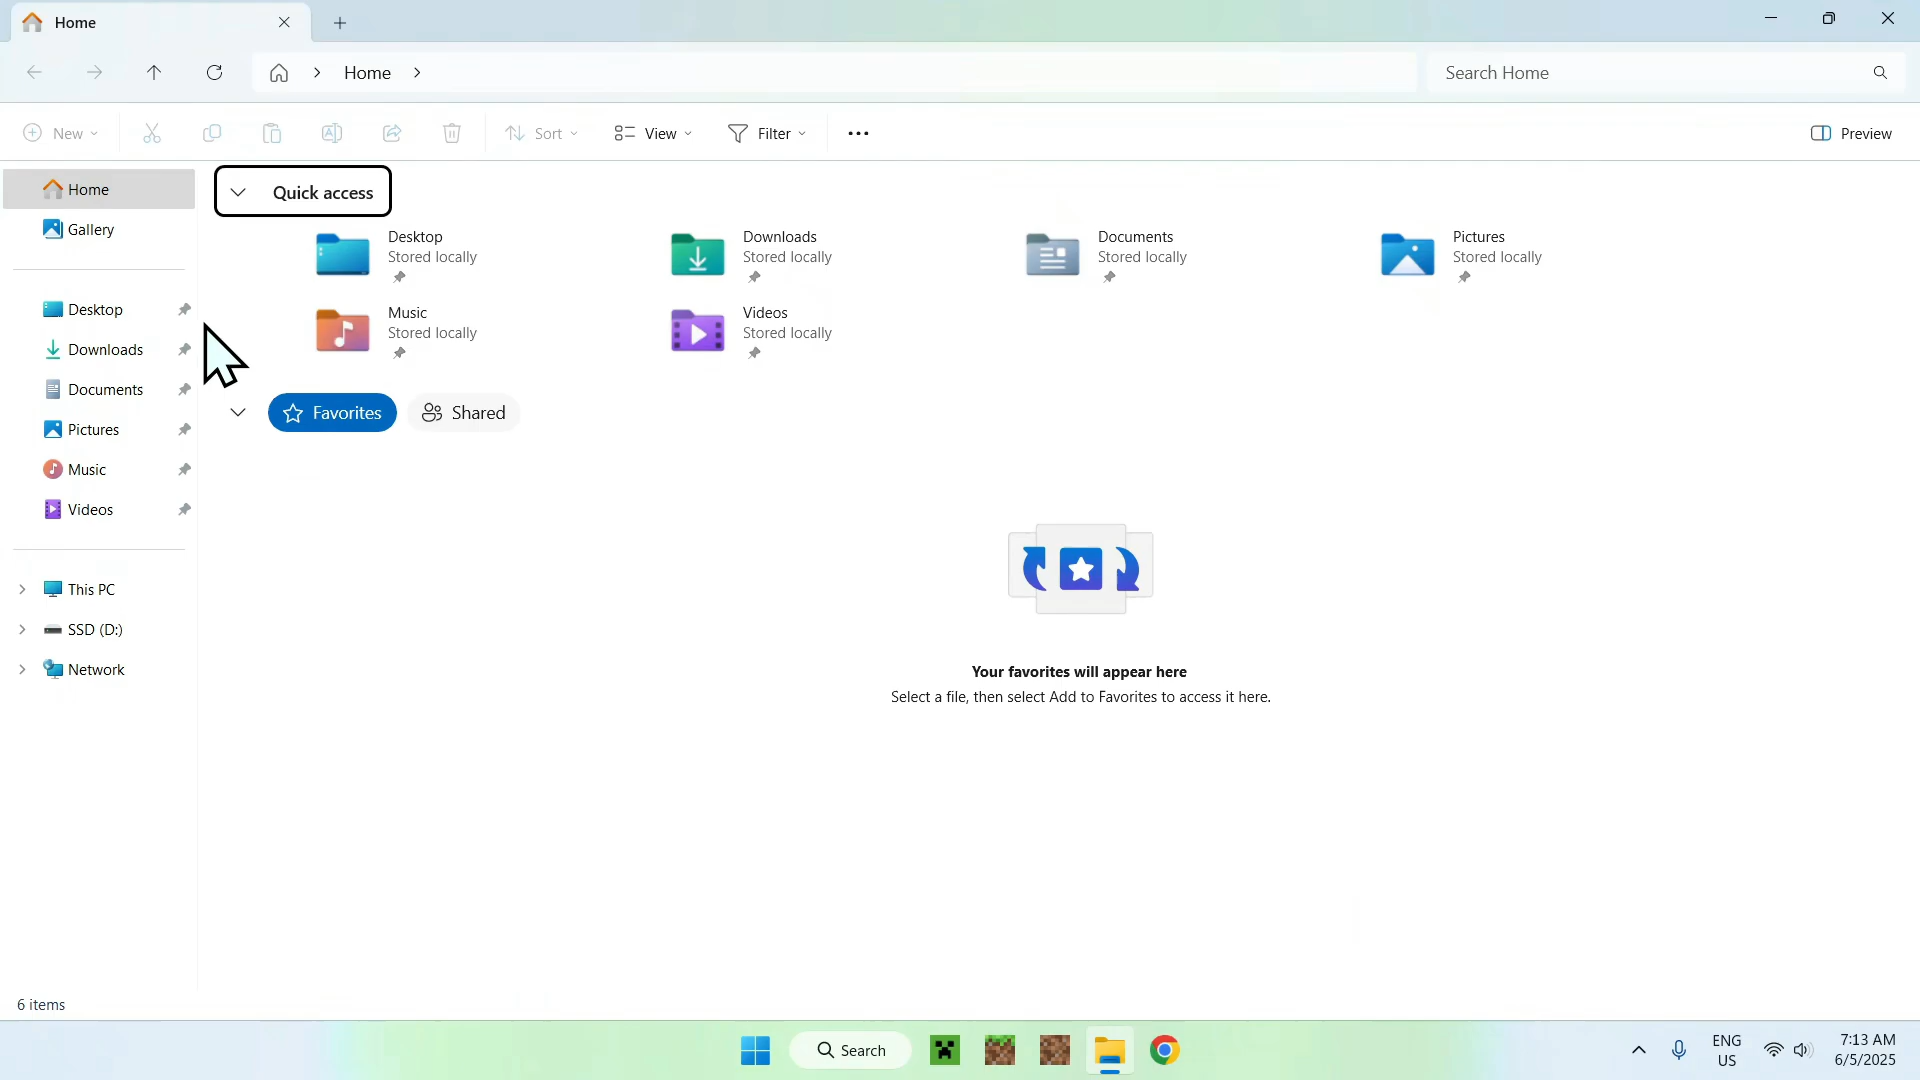 Home
Home
Search Home
New
Sort
View
Filter
Preview
Home
Gallery
Desktop
Downloads
Documents
Pictures
Music
Videos
This PC
SSD (D:)
Network
Quick access
Desktop
Stored locally
Downloads
Stored locally
Documents
Stored locally
Pictures
Stored locally
Music
Stored locally
Videos
Stored locally
Favorites
Shared
Your favorites will appear here
Select a file, then select Add to Favorites to access it here.
6 items
Search
ENG
US
7:13 AM
6/5/2025